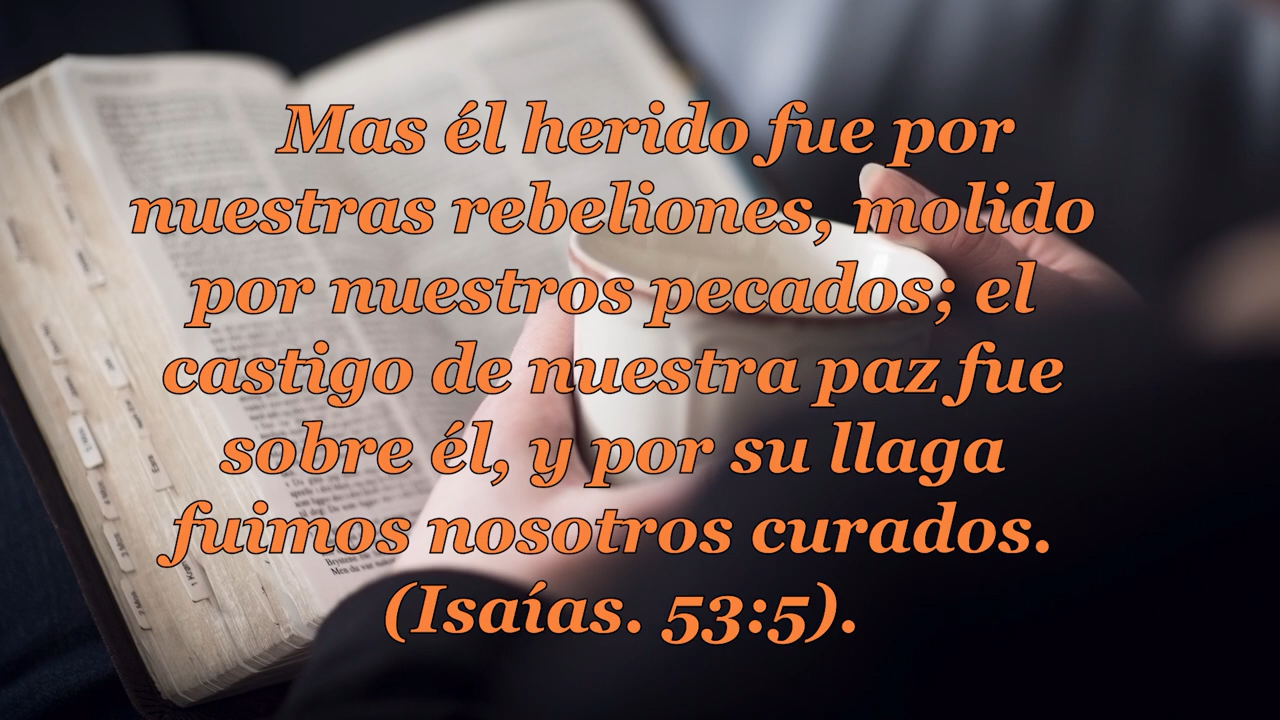 Mas él herido fue por
nuestras rebeliones, molido
por nuestros pecados; el
castigo de nuestra paz fue
sobre él, y por su llaga
fuimos nosotros curados.
(Isaías. 53:5).